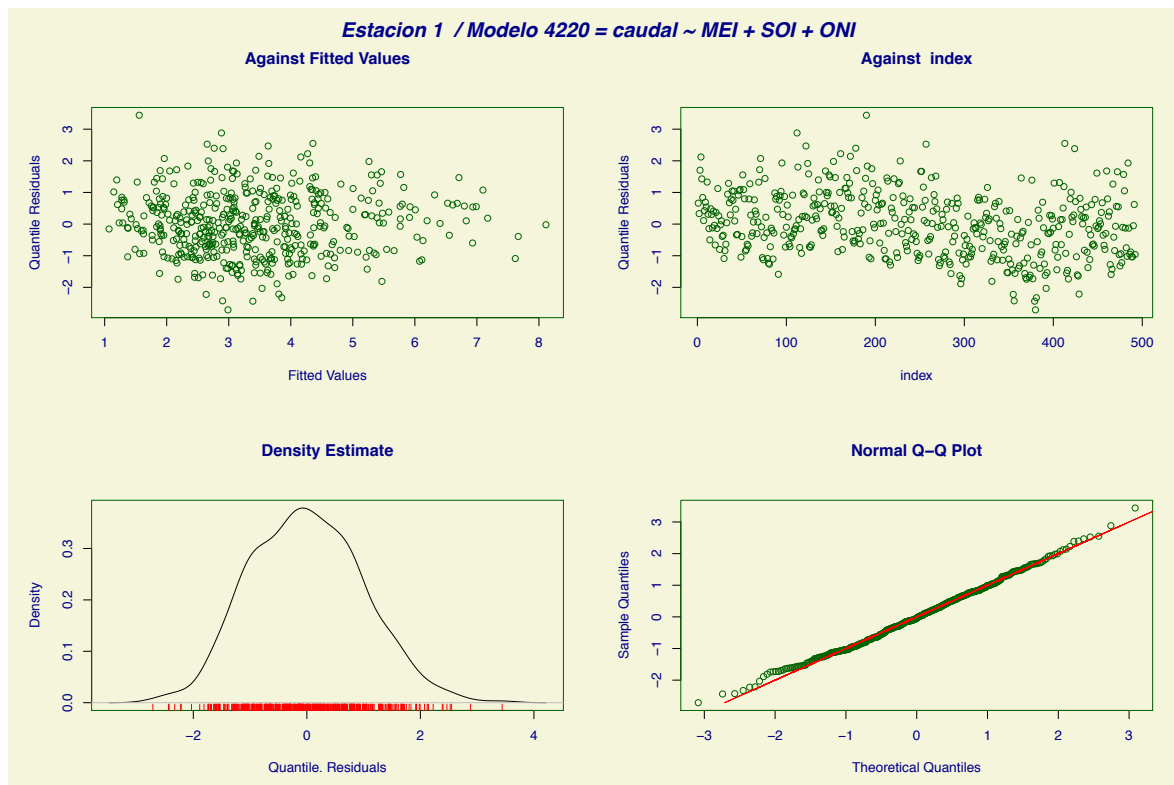 Estacion 1 / Modelo 4220 = caudal ~ MEI + SOI + ONI
Against Fitted Values
Quantile Residuals
3
2
1
0
−1
−2
1 2 3 4 5 6 7 8
Fitted Values
Against index
Quantile Residuals
3
2
1
0
−1
−2
0 100 200 300 400 500
index
Density Estimate
Density
0.3
0.2
0.1
0.0
−2 0 2 4
Quantile. Residuals
Normal Q−Q Plot
Sample Quantiles
3
2
1
0
−1
−2
−3 −2 −1 0 1 2 3
Theoretical Quantiles